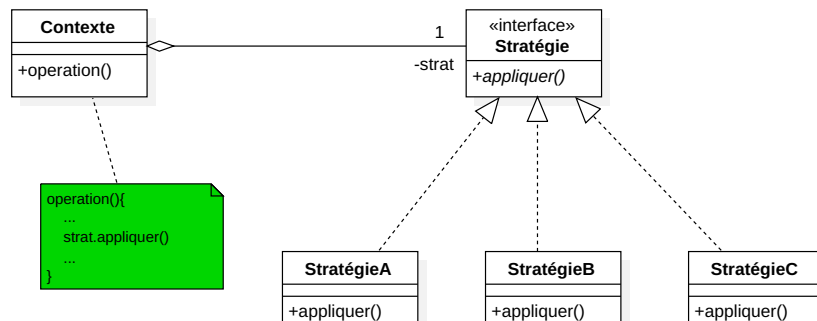 Contexte
+operation()
1
-strat
«interface»
Stratégie
+appliquer()
operation(){
...
strat.appliquer()
...
}
StratégieA
+appliquer()
StratégieB
+appliquer()
StratégieC
+appliquer()